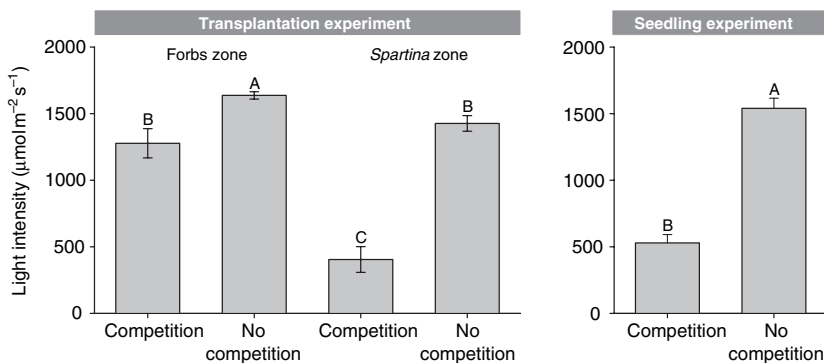 Transplantation experiment
Seedling experiment
Forbs zone
Spartina zone
Light intensity (μmol m⁻² s⁻¹)
2000
1500
1000
500
0
B
A
C
B
Competition
No
competition
Competition
No
competition
2000
1500
1000
500
0
B
A
Competition
No
competition